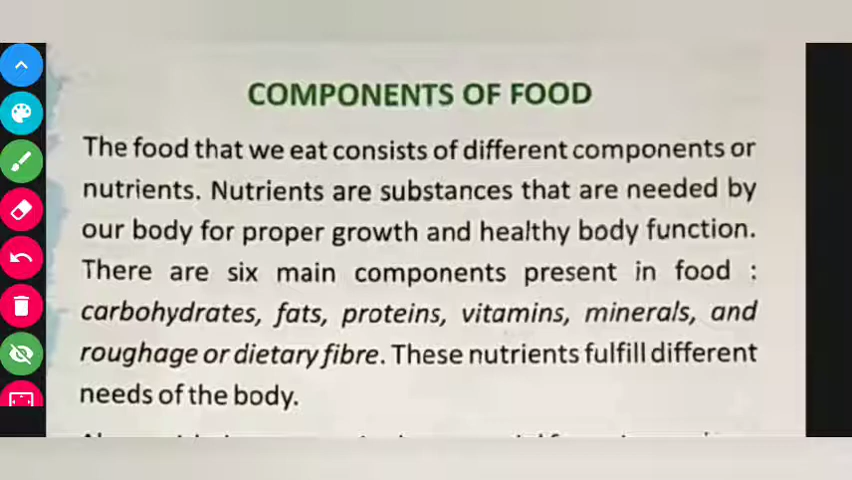 COMPONENTS OF FOOD
The food that we eat consists of different components or
nutrients. Nutrients are substances that are needed by
our body for proper growth and healthy body function.
There are six main components present in food :
carbohydrates, fats, proteins, vitamins, minerals, and
roughage or dietary fibre. These nutrients fulfill different
needs of the body.